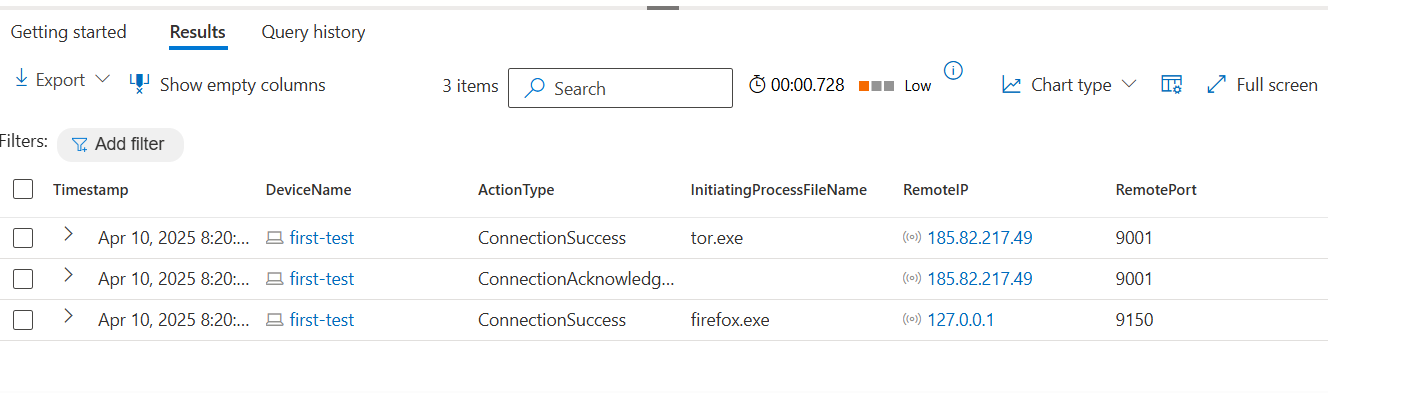 Getting started Results Query history
Export Show empty columns 3 items Search 00:00.728 Low Chart type Full screen
Filters: Add filter
Timestamp DeviceName ActionType InitiatingProcessFileName RemoteIP RemotePort
Apr 10, 2025 8:20:... first-test ConnectionSuccess tor.exe 185.82.217.49 9001
Apr 10, 2025 8:20:... first-test ConnectionAcknowledg... 185.82.217.49 9001
Apr 10, 2025 8:20:... first-test ConnectionSuccess firefox.exe 127.0.0.1 9150